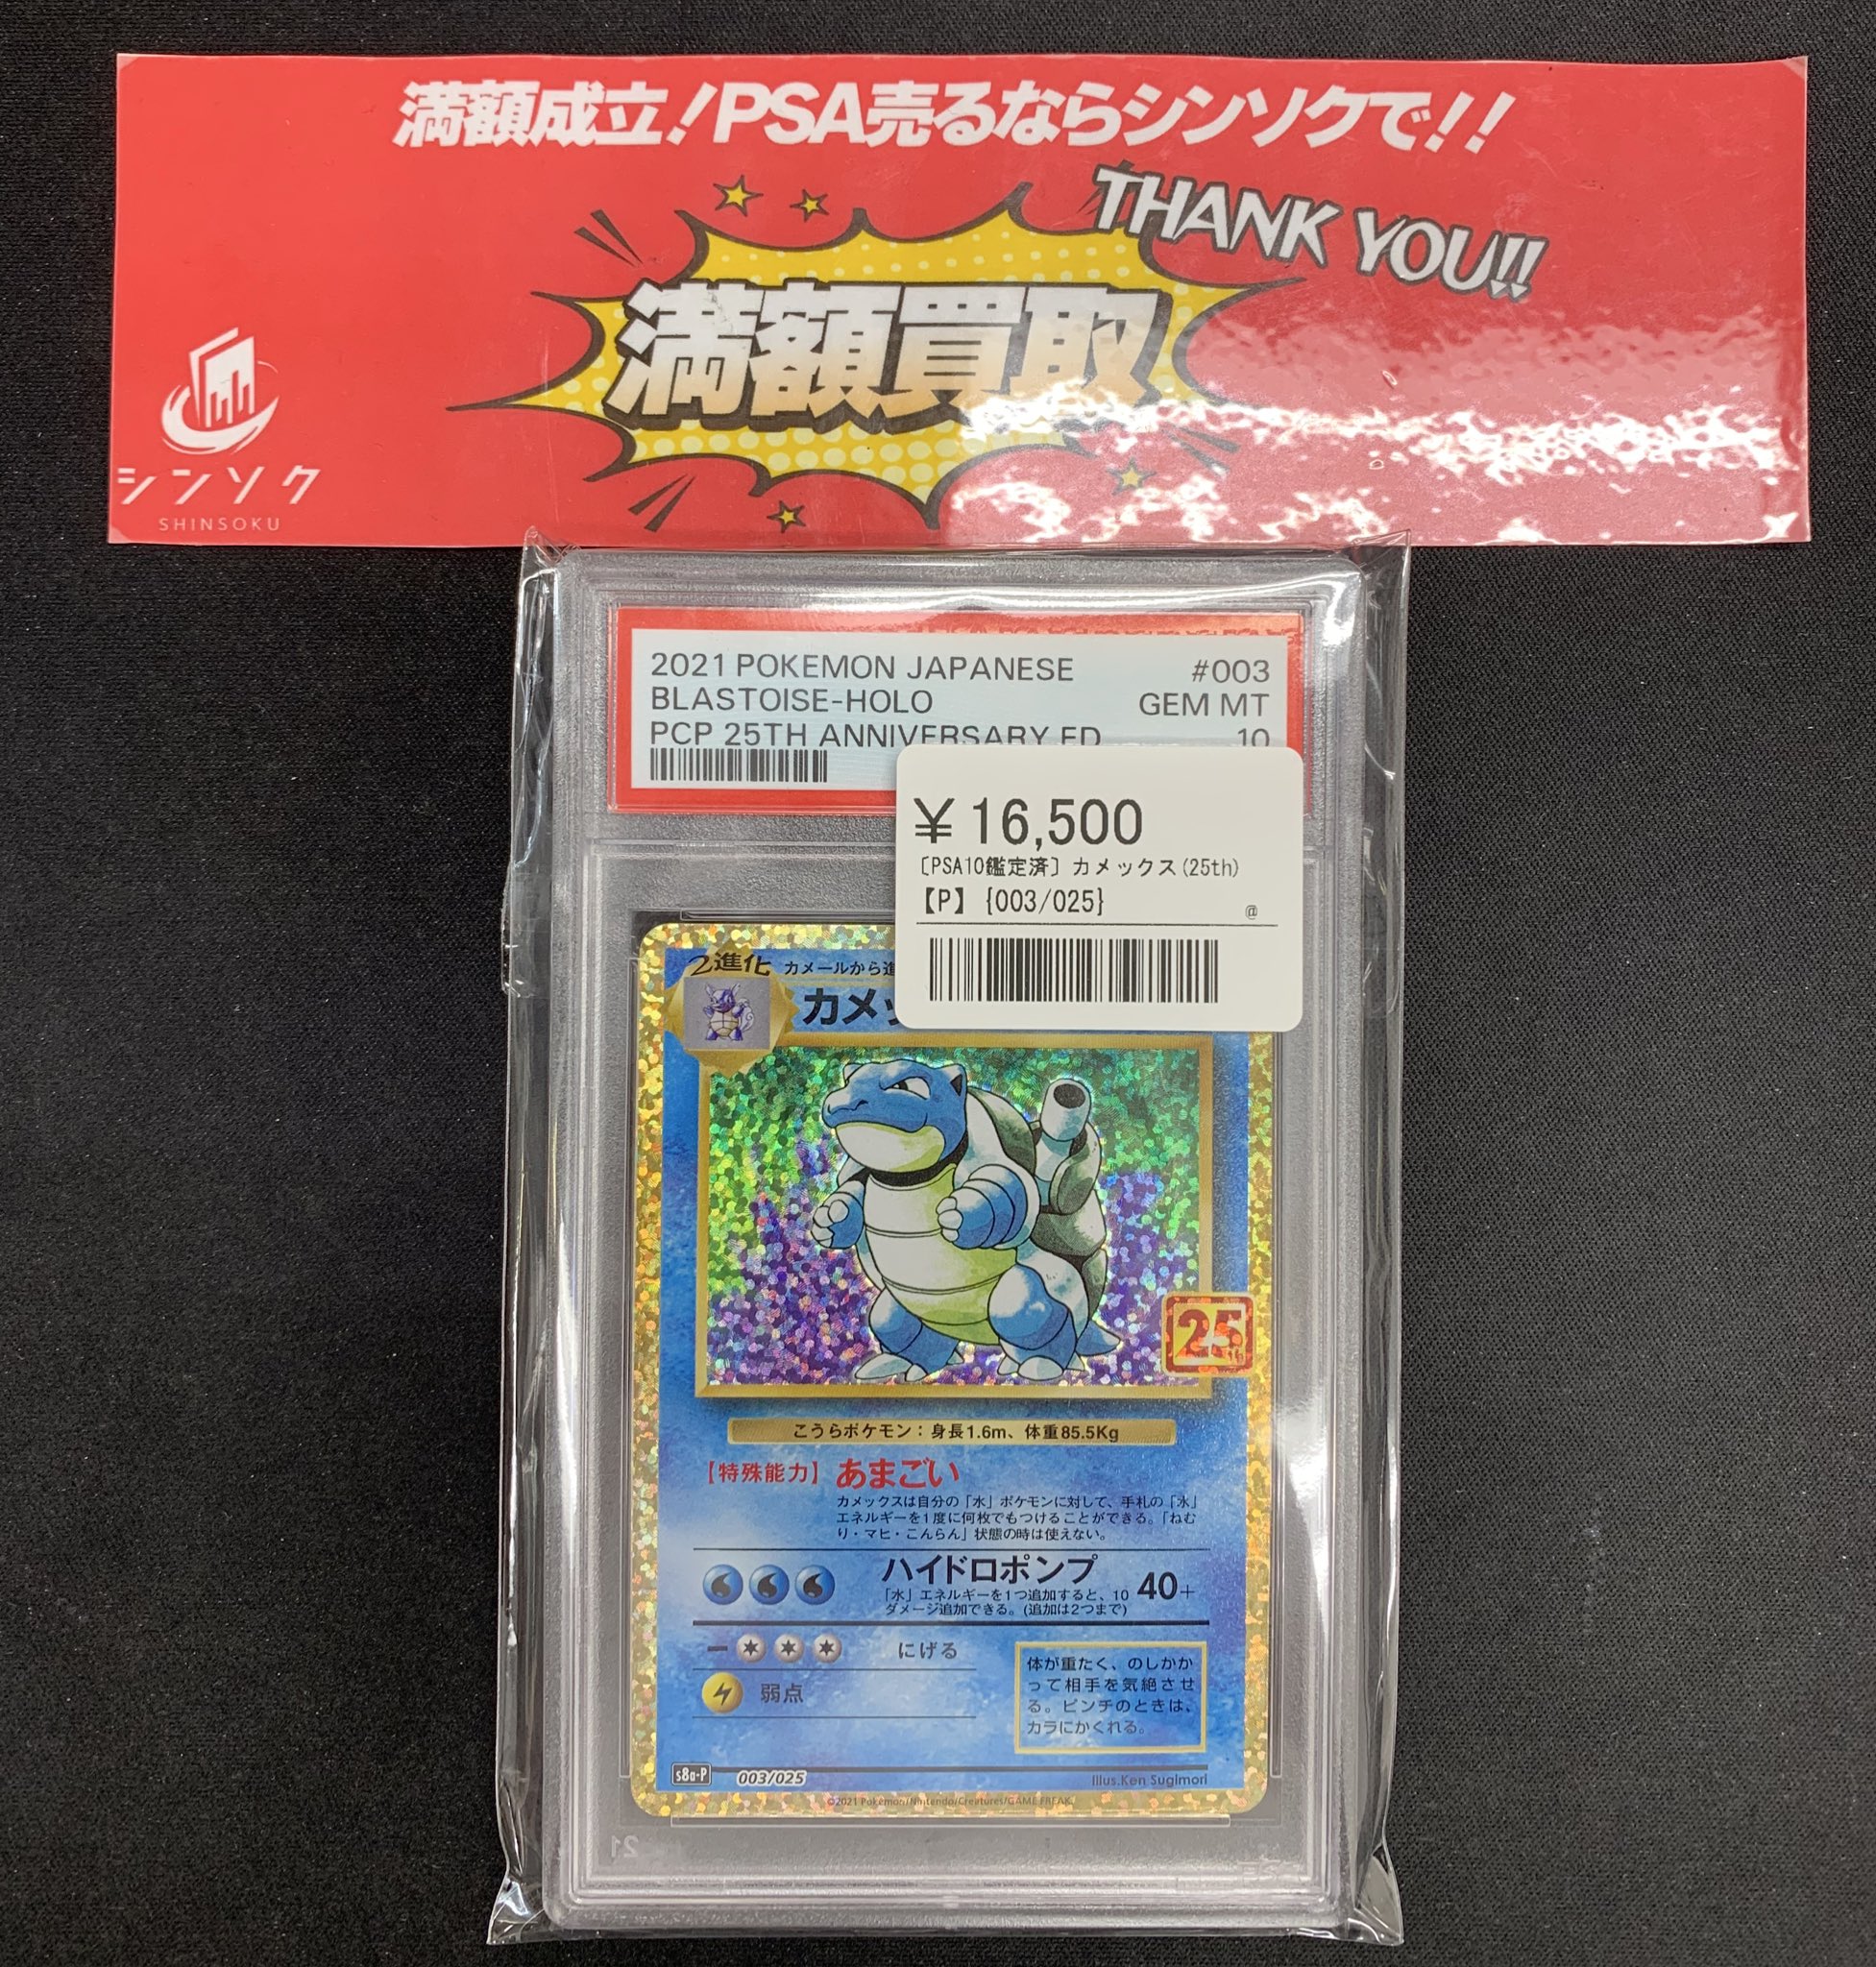 満額成立！PSA売るならシンソクで！！
THANK YOU!!
満額買取
シンソク
SHINSOKU
2021 POKEMON JAPANESE #003
BLASTOISE-HOLO GEM MT
PCP 25TH ANNIVERSARY ED 10
¥16,500
〔PSA10鑑定済〕カメックス(25th)
【P】{003/025}
@
2進化 カメールから進
カメッ
25th
こうらポケモン：身長1.6m、体重85.5Kg
【特殊能力】あまごい
カメックスは自分の「水」ポケモンに対して、手札の「水」
エネルギーを1度に何枚でもつけることができる。「ねむ
り・マヒ・こんらん」状態の時は使えない。
ハイドロポンプ 40+
「水」エネルギーを1つ追加すると、10
ダメージ追加できる。(追加は2つまで)
にげる
弱点
体が重たく、のしかか
って相手を気絶させ
る。ピンチのときは、
カラにかくれる。
s8a-P 003/025 Illus.Ken Sugimori
©2021 Pokémon/Nintendo/Creatures/GAME FREAK.